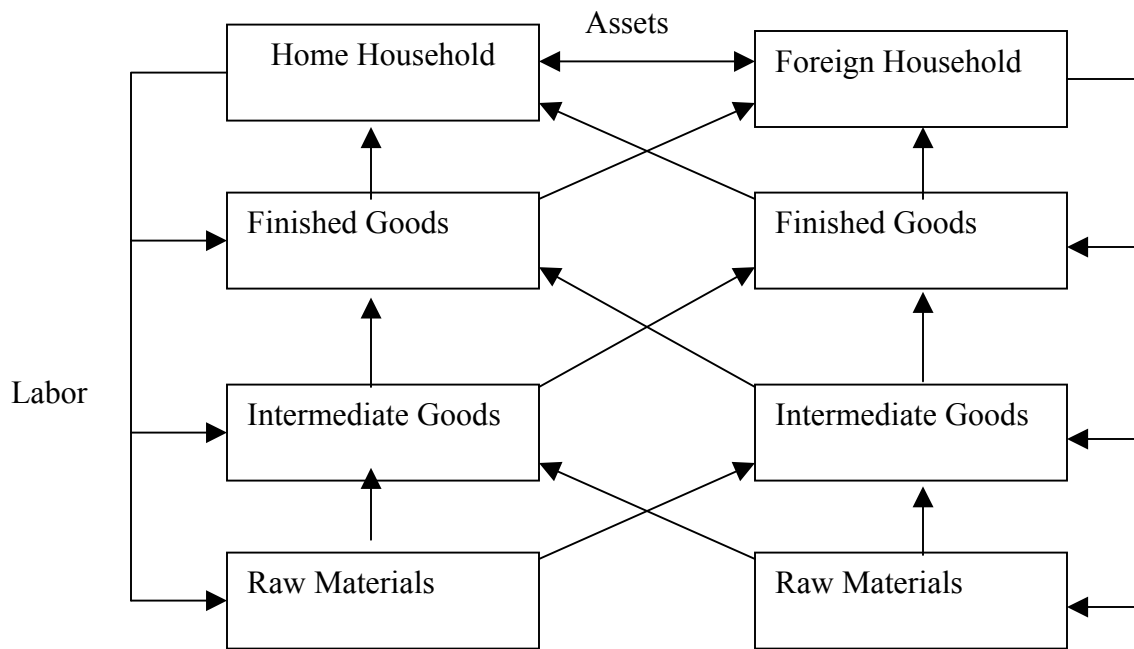 Assets
Home Household
Foreign Household
Finished Goods
Finished Goods
Labor
Intermediate Goods
Intermediate Goods
Raw Materials
Raw Materials